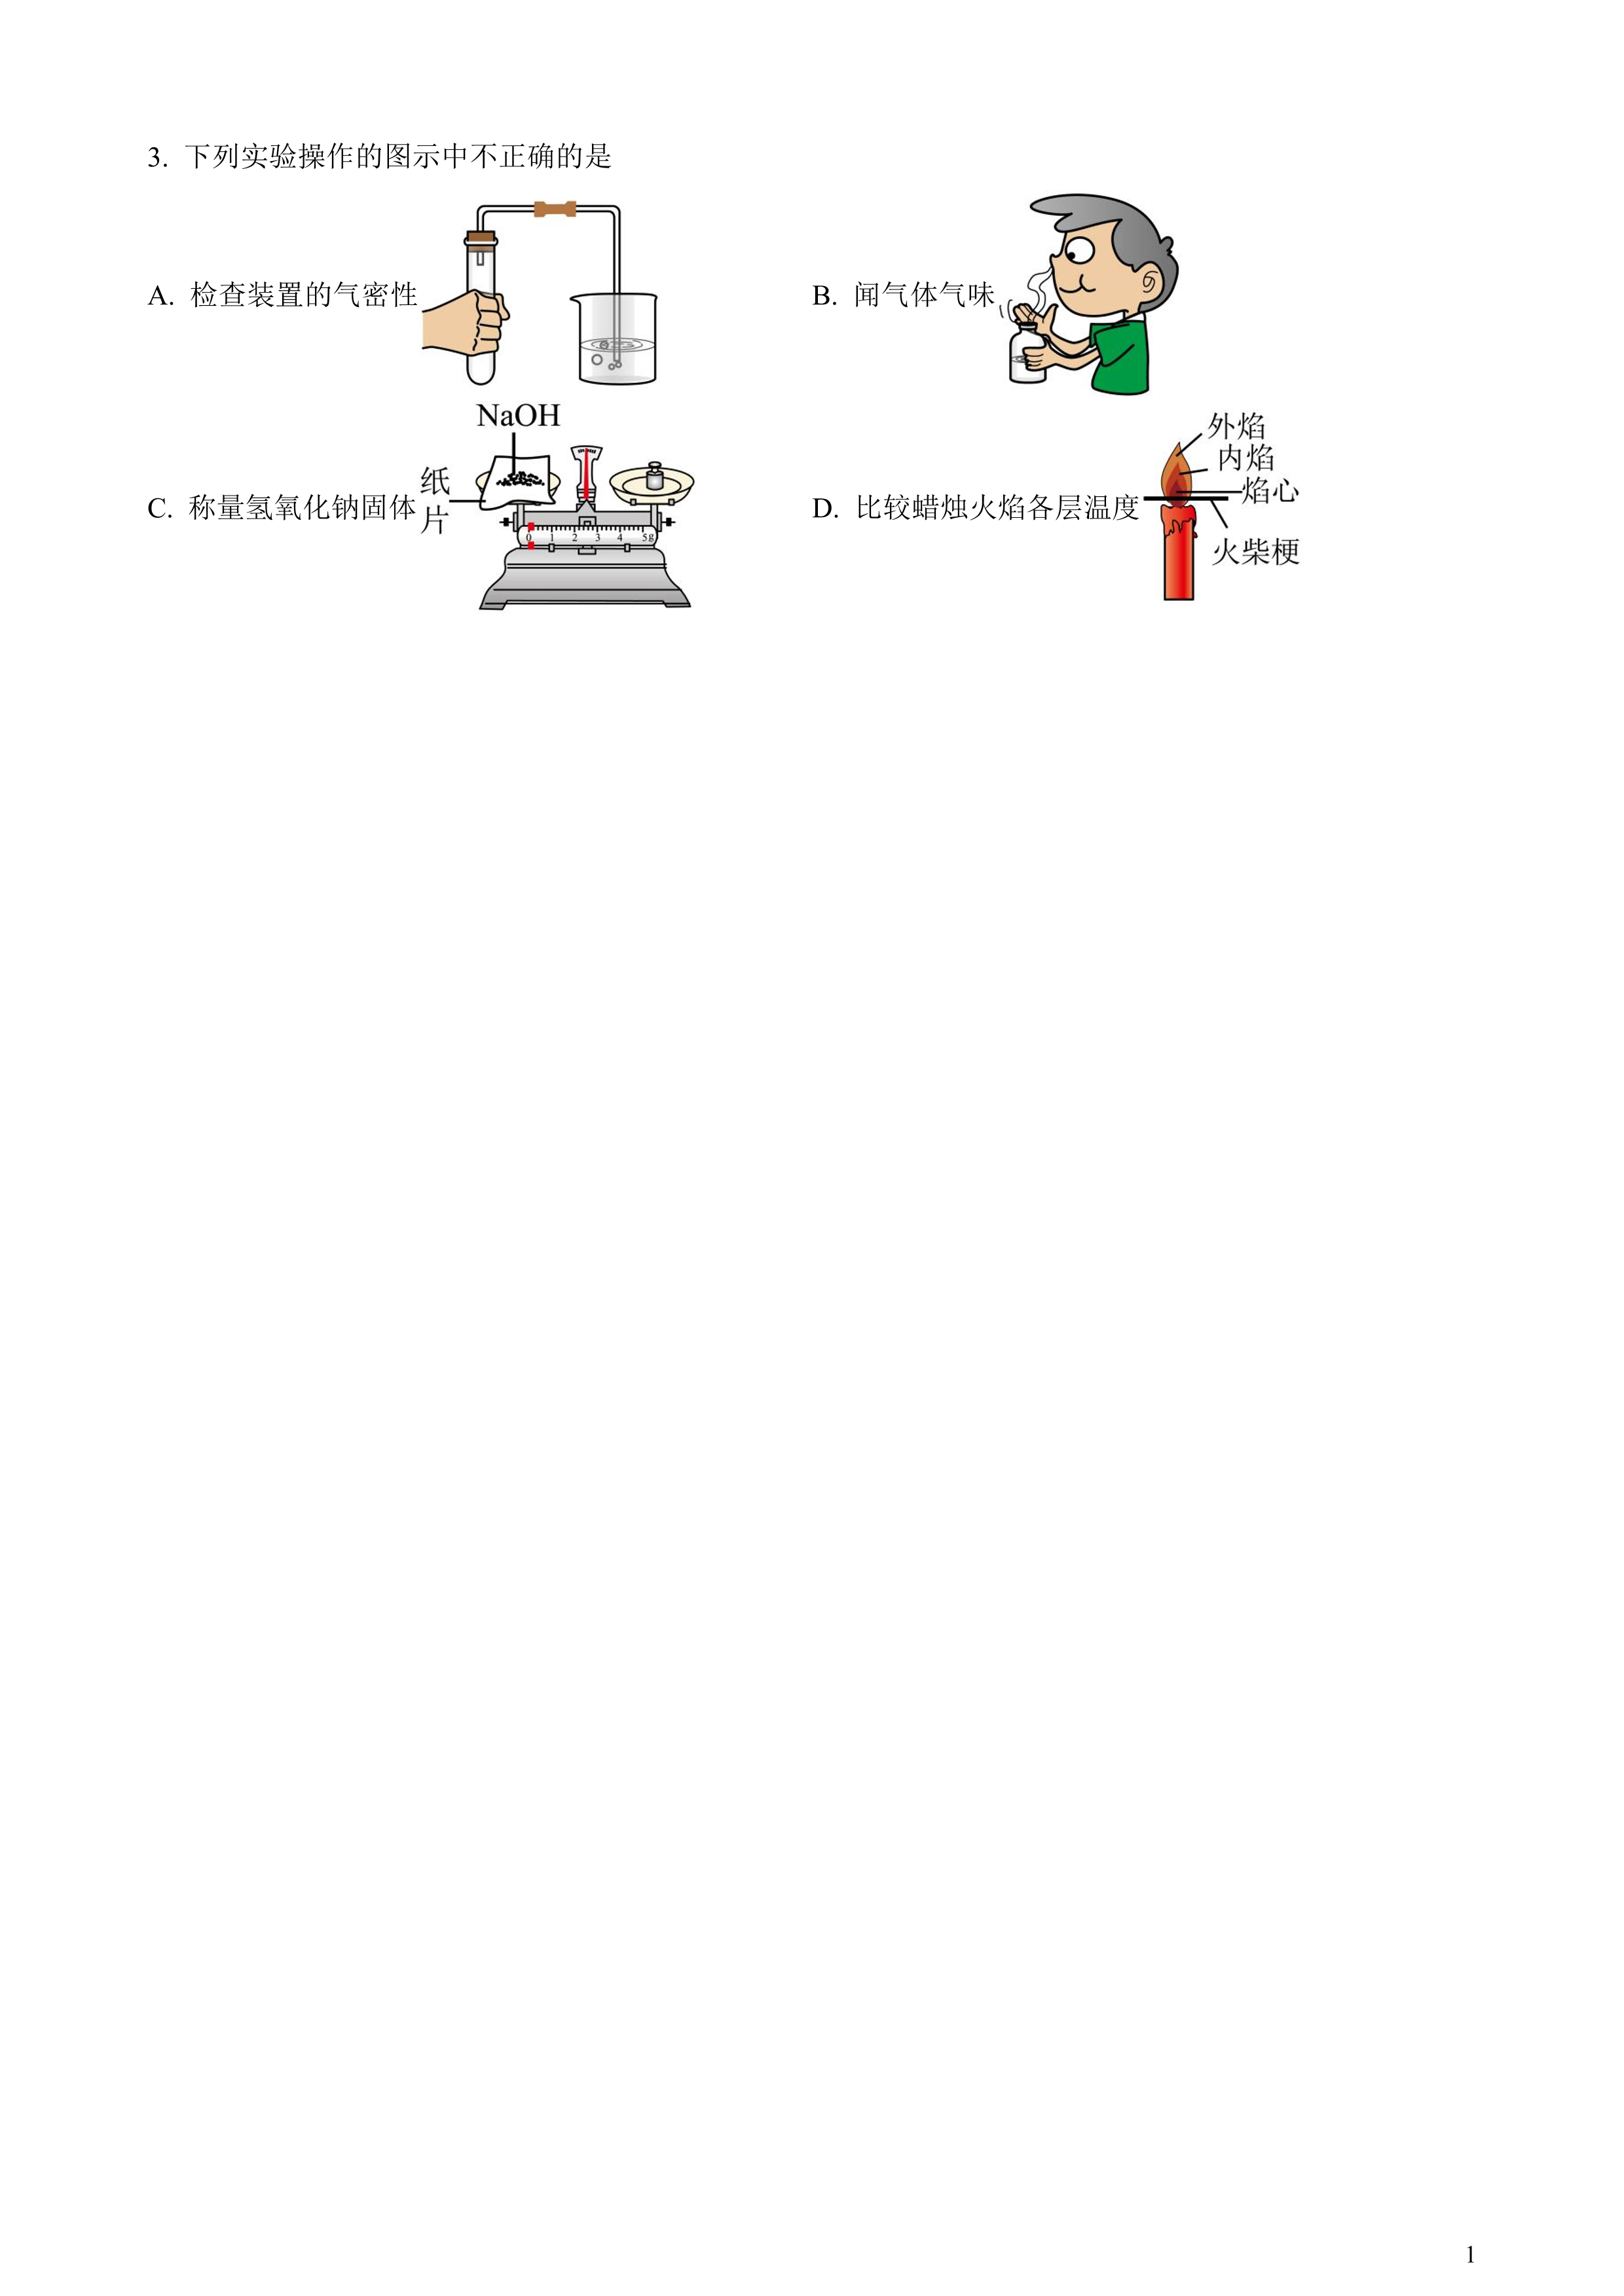 3. 下列实验操作的图示中不正确的是
A. 检查装置的气密性
B. 闻气体气味
C. 称量氢氧化钠固体
NaOH
纸
片
0 1 2 3 4 5g
D. 比较蜡烛火焰各层温度
外焰
内焰
焰心
火柴梗
1